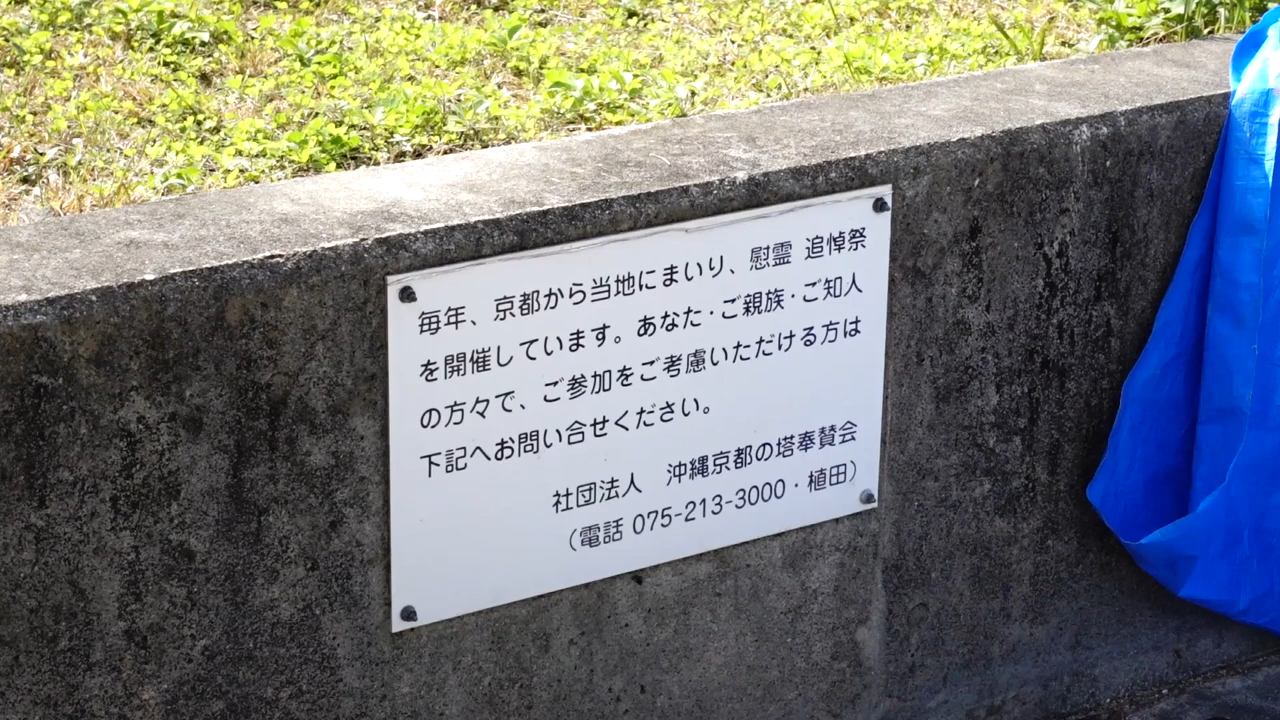 毎年、京都から当地にまいり、慰霊 追悼祭
を開催しています。あなた・ご親族・ご知人
の方々で、ご参加をご考慮いただける方は
下記へお問い合せください。
社団法人　沖縄京都の塔奉賛会
（電話 075-213-3000・植田）